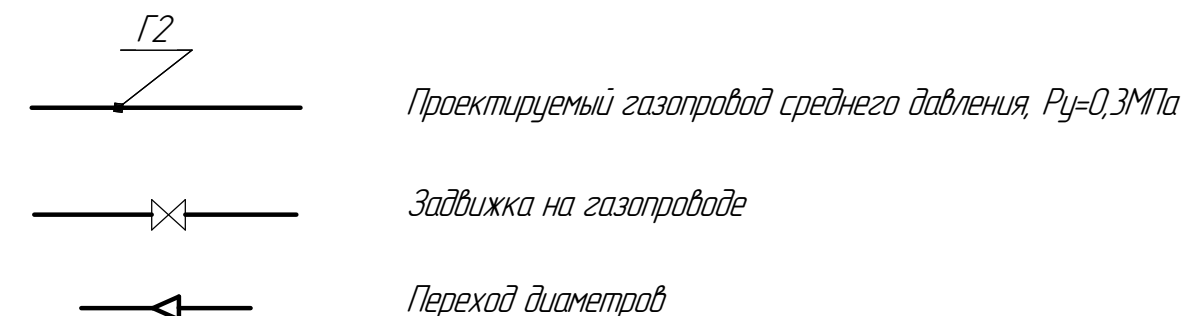 Г2
Проектируемый газопровод среднего давления, Ру=0,3МПа
Задвижка на газопроводе
Переход диаметров